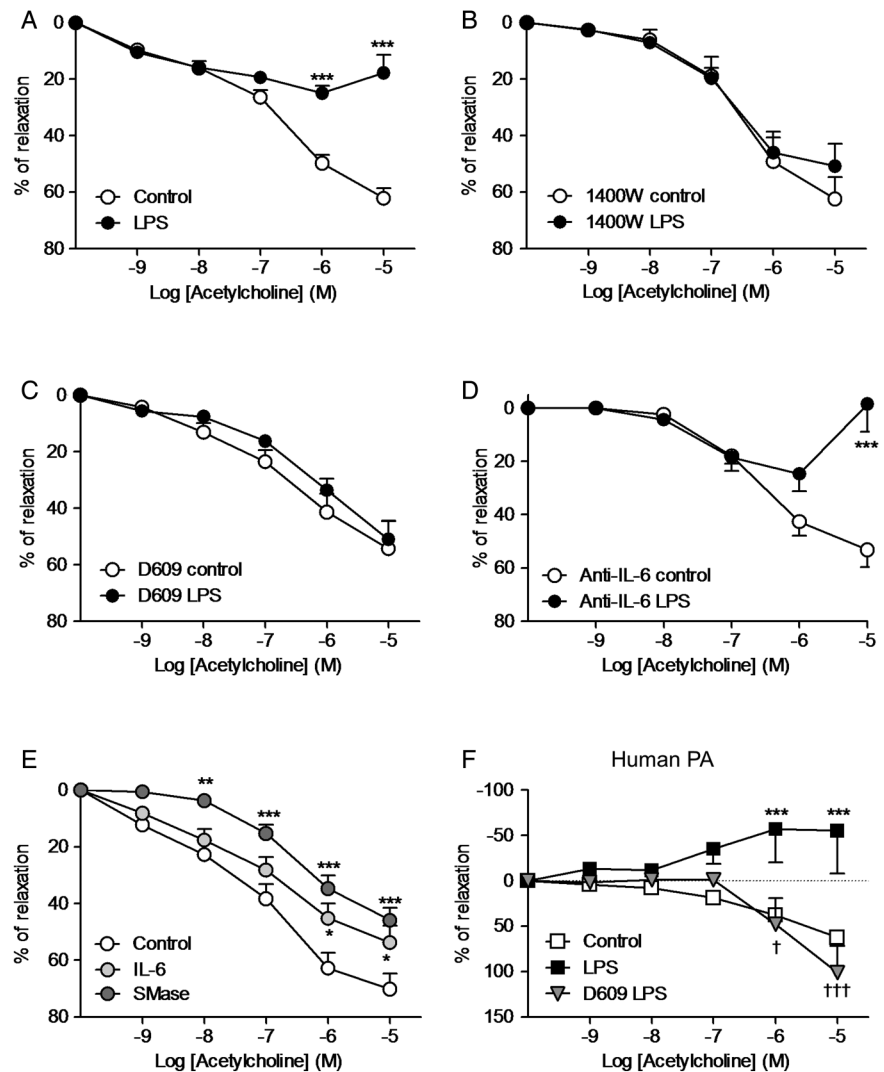 A
0
20
40
60
80
% of relaxation
***
***
Control
LPS
-9 -8 -7 -6 -5
Log [Acetylcholine] (M)
B
0
20
40
60
80
% of relaxation
1400W control
1400W LPS
-9 -8 -7 -6 -5
Log [Acetylcholine] (M)
C
0
20
40
60
80
% of relaxation
D609 control
D609 LPS
-9 -8 -7 -6 -5
Log [Acetylcholine] (M)
D
0
20
40
60
80
% of relaxation
***
Anti-IL-6 control
Anti-IL-6 LPS
-9 -8 -7 -6 -5
Log [Acetylcholine] (M)
E
0
20
40
60
80
% of relaxation
**
***
***
***
*
*
Control
IL-6
SMase
-9 -8 -7 -6 -5
Log [Acetylcholine] (M)
F
Human PA
-100
-50
0
50
100
150
% of relaxation
*** ***
†
†††
Control
LPS
D609 LPS
-9 -8 -7 -6 -5
Log [Acetylcholine] (M)